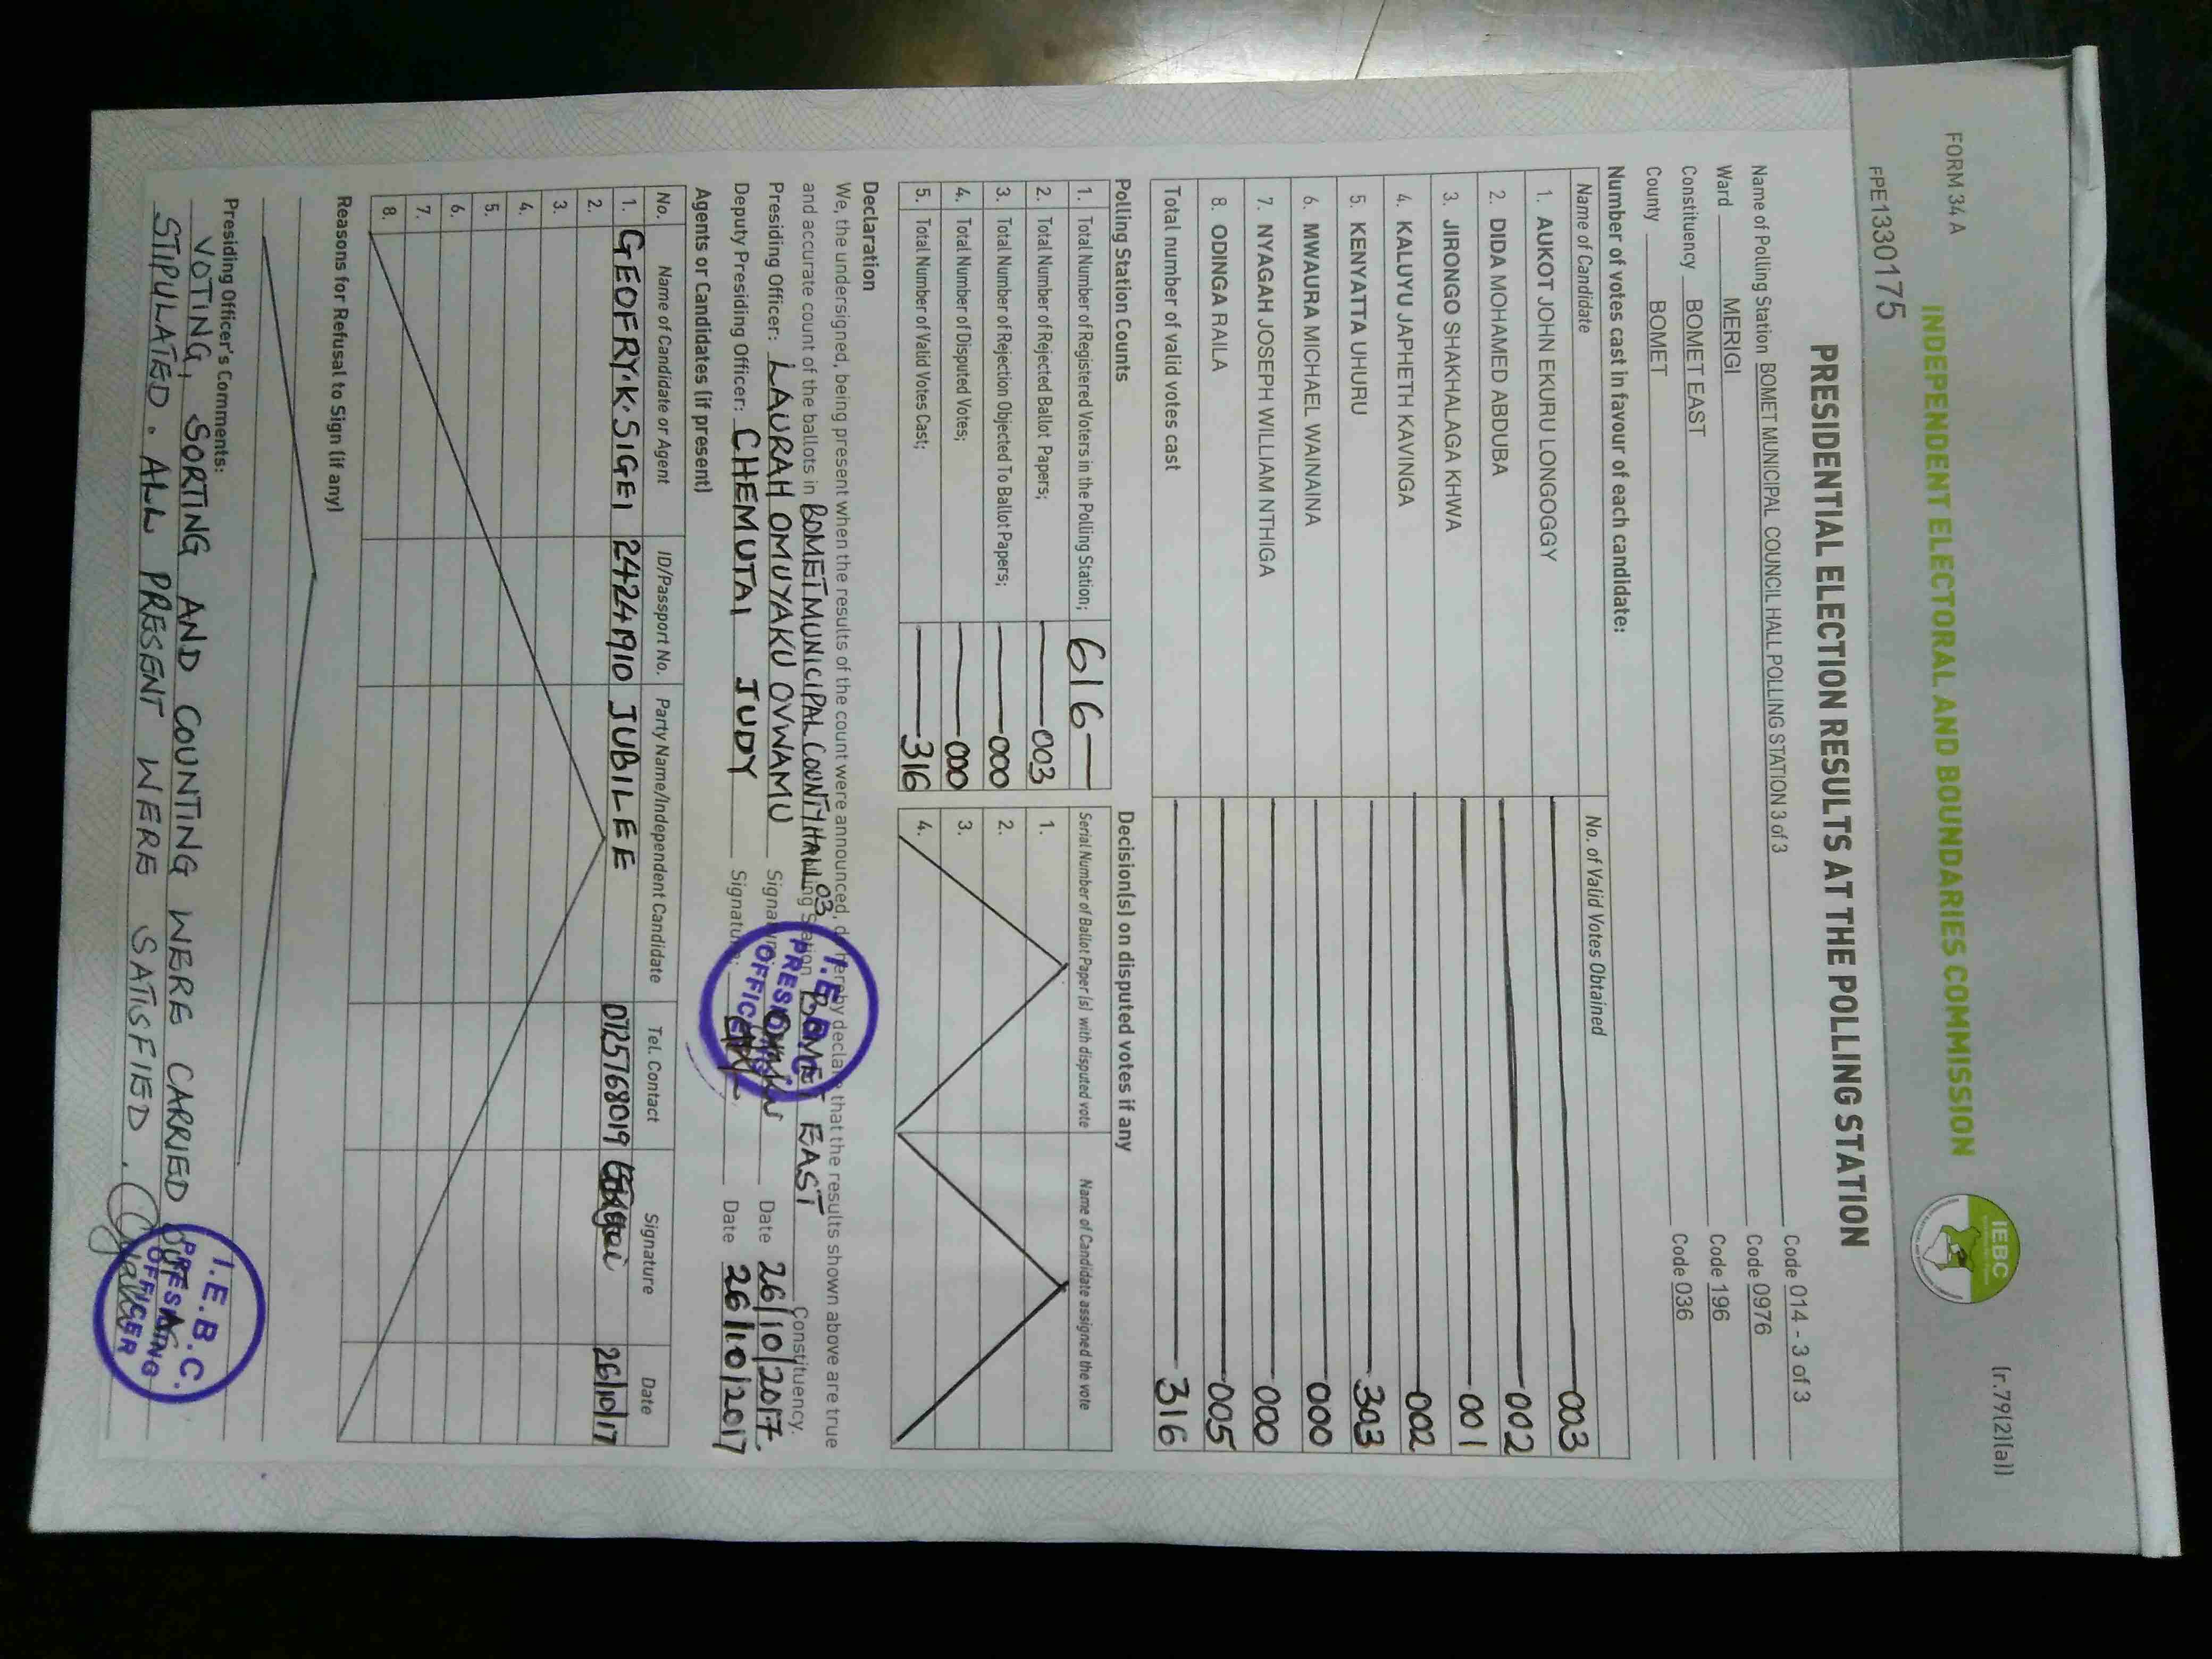 FORM 34 A
(r.79(2)(a))
INDEPENDENT ELECTORAL AND BOUNDARIES COMMISSION
IEBC
FPE1330175
PRESIDENTIAL ELECTION RESULTS AT THE POLLING STATION
Name of Polling Station BOMET MUNICIPAL COUNCIL HALL POLLING STATION 3 of 3 Code 014 - 3 of 3
Ward MERIGI Code 0976
Constituency BOMET EAST Code 196
County BOMET Code 036
Number of votes cast in favour of each candidate:
Name of Candidate No. of Valid Votes Obtained
1. AUKOT JOHN EKURU LONGOGGY 003
2. DIDA MOHAMED ABDUBA 002
3. JIRONGO SHAKHALAGA KHWA 001
4. KALUYU JAPHETH KAVINGA 002
5. KENYATTA UHURU 303
6. MWAURA MICHAEL WAINAINA 000
7. NYAGAH JOSEPH WILLIAM NTHIGA 000
8. ODINGA RAILA 005
Total number of valid votes cast 316
Polling Station Counts
1. Total Number of Registered Voters in the Polling Station; 616
2. Total Number of Rejected Ballot Papers; 003
3. Total Number of Rejection Objected To Ballot Papers; 000
4. Total Number of Disputed Votes; 000
5. Total Number of Valid Votes Cast; 316
Decision(s) on disputed votes if any
Serial Number of Ballot Paper (s) with disputed vote Name of Candidate assigned the vote
1.
2.
3.
4.
Declaration
We, the undersigned, being present when the results of the count were announced, do hereby declare that the results shown above are true
and accurate count of the ballots in BOMET MUNICIPAL COUNTY HALL 03 Polling Station BOMET EAST Constituency.
Presiding Officer: LAURAH OMUYAKU OVWAMU Signature: Date 26/10/2017.
Deputy Presiding Officer: CHEMUTAI JUDY Signature: Date 26/10/2017
I.E.B.C.
PRESIDING
OFFICER
Agents or Candidates (if present)
No. Name of Candidate or Agent ID/Passport No. Party Name/Independent Candidate Tel. Contact Signature Date
1. GEOFRY.K.SIGEI 24241910 JUBILEE 0725768019 26/10/17
2.
3.
4.
5.
6.
7.
8.
Reasons for Refusal to Sign (if any)
Presiding Officer's Comments:
VOTING, SORTING AND COUNTING WERE CARRIED OUT AS
STIPULATED. ALL PRESENT WERE SATISFIED.
I.E.B.C.
PRESIDING
OFFICER